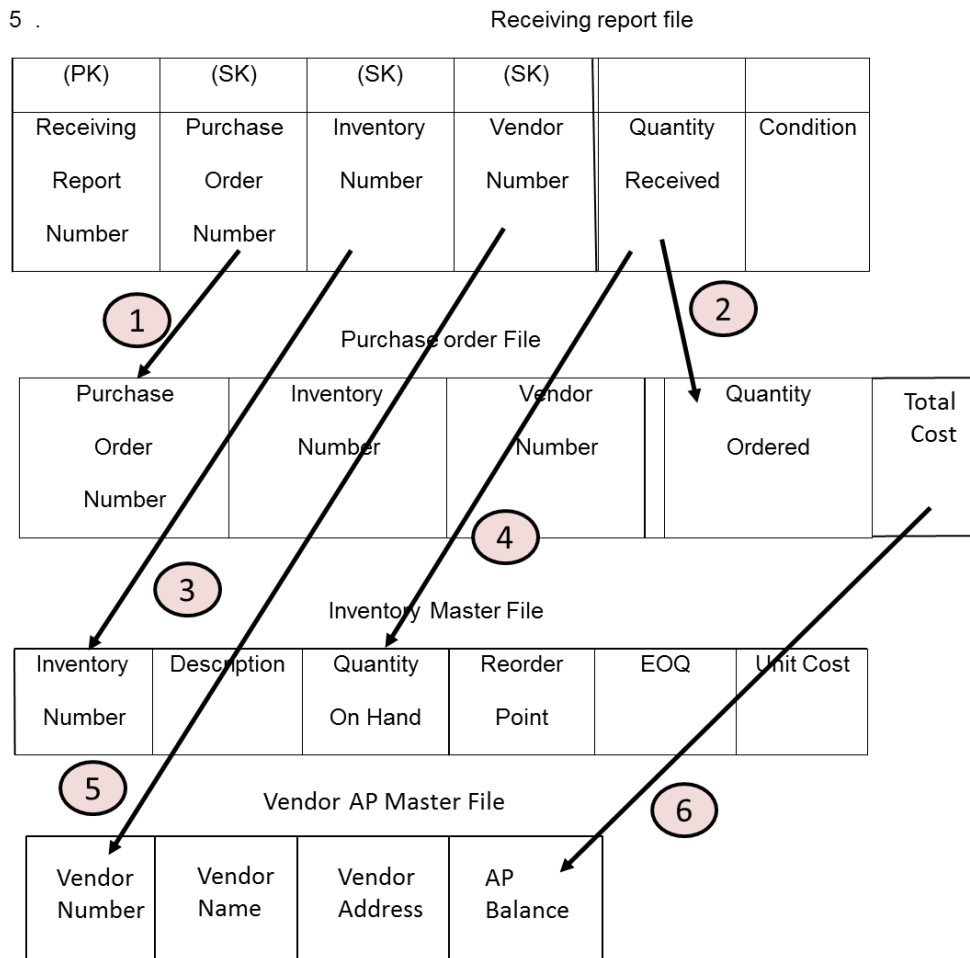 5 .
Receiving report file
(PK) (SK) (SK) (SK)
Receiving Purchase Inventory Vendor Quantity Condition
Report Order Number Number Received
Number Number
1
2
Purchase order File
Purchase Inventory Vendor Quantity Total
Order Number Number Ordered Cost
Number
4
3
Inventory Master File
Inventory Description Quantity Reorder EOQ Unit Cost
Number On Hand Point
5
Vendor AP Master File
6
Vendor Vendor Vendor AP
Number Name Address Balance